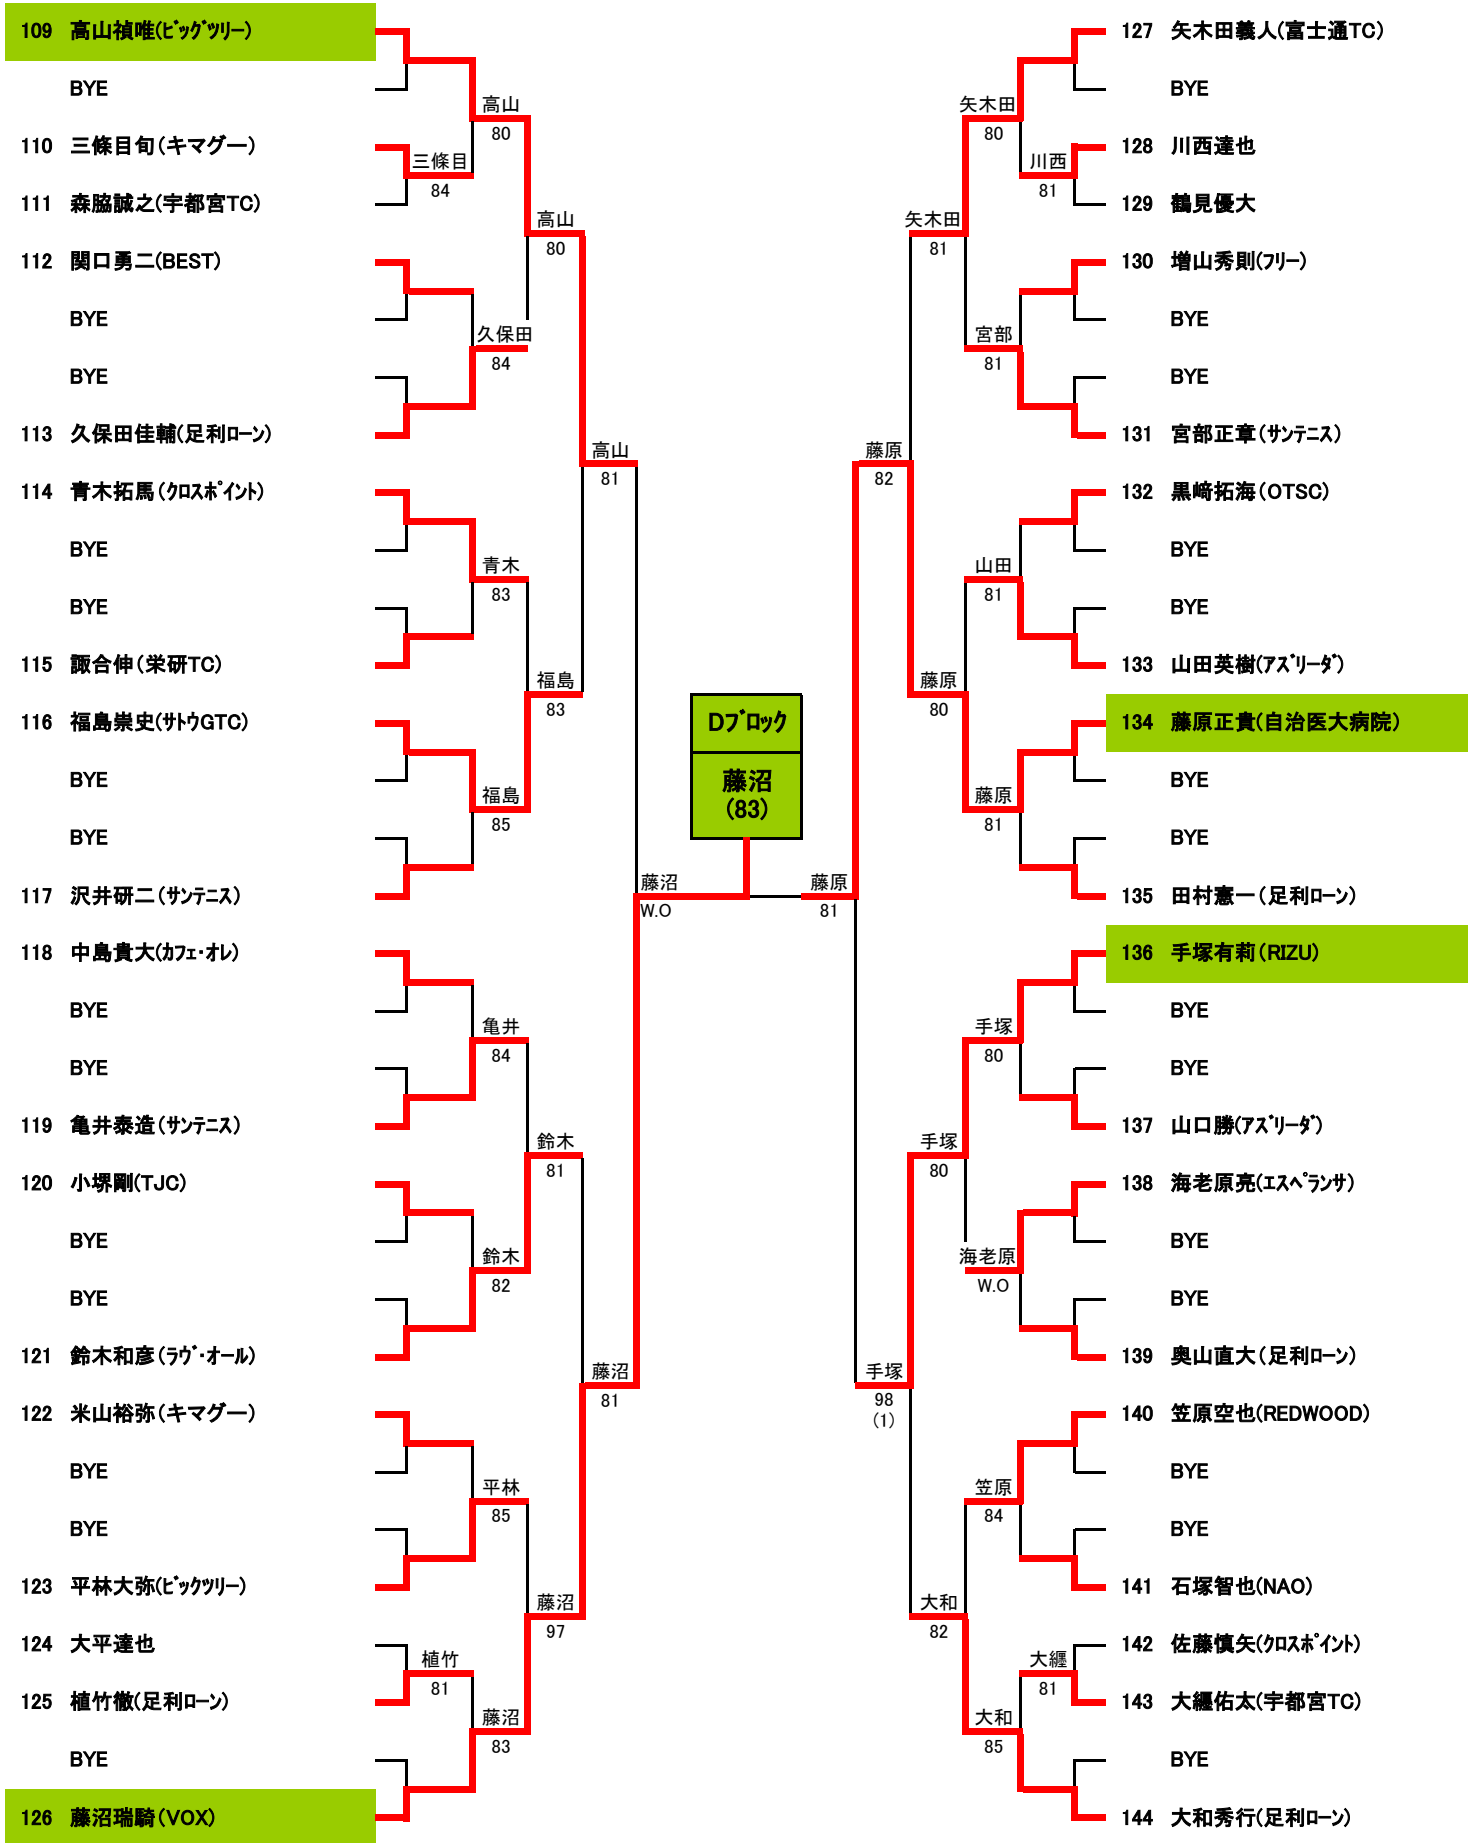 109 高山禎唯(ﾋﾞｯｸﾞﾂﾘｰ)
BYE
110 三條目旬(キマグー)
111 森脇誠之(宇都宮TC)
112 関口勇二(BEST)
BYE
BYE
113 久保田佳輔(足利ﾛｰﾝ)
114 青木拓馬(ｸﾛｽﾎﾟｲﾝﾄ)
BYE
BYE
115 諏合伸(栄研TC)
116 福島崇史(ｻﾄｳGTC)
BYE
BYE
117 沢井研二(ｻﾝﾃﾆｽ)
118 中島貴大(ｶﾌｪ・ｵﾚ)
BYE
BYE
119 亀井泰造(ｻﾝﾃﾆｽ)
120 小堺剛(TJC)
BYE
BYE
121 鈴木和彦(ﾗｳﾞ・ｵｰﾙ)
122 米山裕弥(キマグー)
BYE
BYE
123 平林大弥(ﾋﾞｯｸﾂﾘｰ)
124 大平達也
125 植竹徹(足利ﾛｰﾝ)
BYE
126 藤沼瑞騎(VOX)
三條目
84
植竹
81
高山
80
久保田
84
青木
83
福島
85
亀井
84
鈴木
82
平林
85
藤沼
83
高山
80
福島
83
鈴木
81
藤沼
97
高山
81
藤沼
81
藤沼
W.O
Dﾌﾞﾛｯｸ
藤沼
(83)
藤原
81
藤原
82
手塚
98
(1)
矢木田
81
藤原
80
手塚
80
大和
82
矢木田
80
宮部
81
山田
81
藤原
81
手塚
80
海老原
W.O
笠原
84
大和
85
川西
81
大纒
81
127 矢木田義人(富士通TC)
BYE
128 川西達也
129 鶴見優大
130 増山秀則(ﾌﾘｰ)
BYE
BYE
131 宮部正章(ｻﾝﾃﾆｽ)
132 黒﨑拓海(OTSC)
BYE
BYE
133 山田英樹(ｱｽﾞﾘｰﾀﾞ)
134 藤原正貴(自治医大病院)
BYE
BYE
135 田村憲一(足利ﾛｰﾝ)
136 手塚有莉(RIZU)
BYE
BYE
137 山口勝(ｱｽﾞﾘｰﾀﾞ)
138 海老原亮(ｴｽﾍﾟﾗﾝｻ)
BYE
BYE
139 奥山直大(足利ﾛｰﾝ)
140 笠原空也(REDWOOD)
BYE
BYE
141 石塚智也(NAO)
142 佐藤慎矢(ｸﾛｽﾎﾟｲﾝﾄ)
143 大纒佑太(宇都宮TC)
BYE
144 大和秀行(足利ﾛｰﾝ)